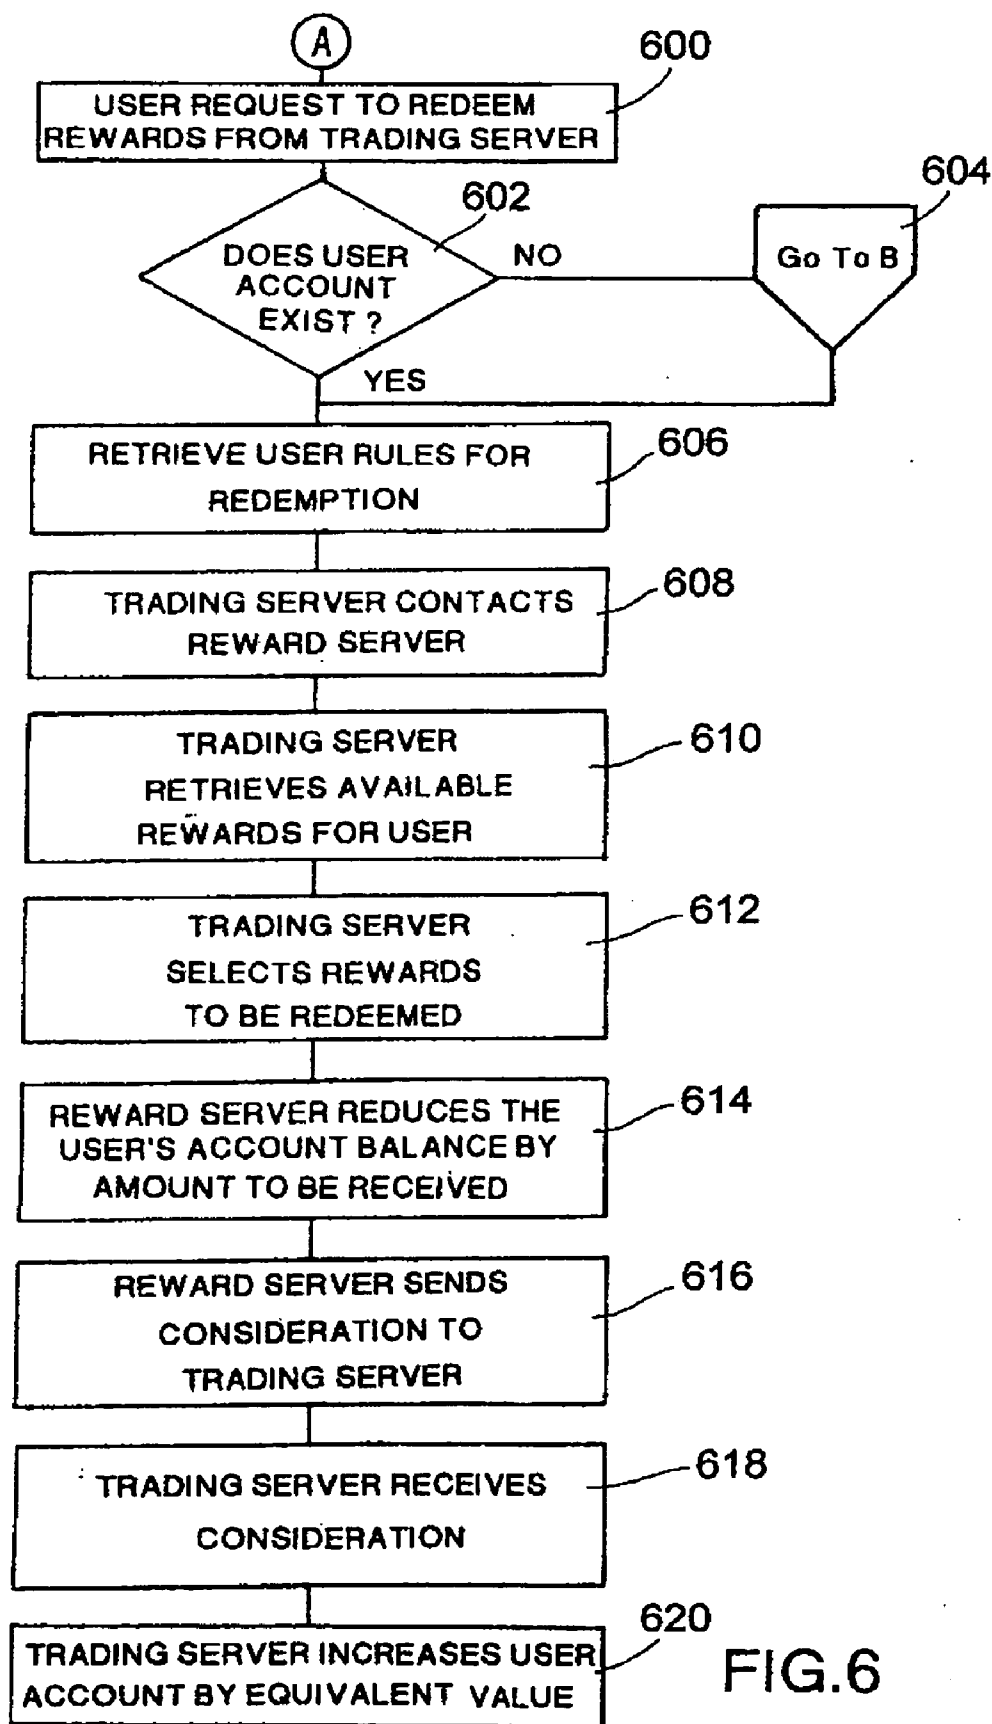 A
600
USER REQUEST TO REDEEM
REWARDS FROM TRADING SERVER
602
604
DOES USER
ACCOUNT
EXIST ?
NO
Go To B
YES
606
RETRIEVE USER RULES FOR
REDEMPTION
608
TRADING SERVER CONTACTS
REWARD SERVER
610
TRADING SERVER
RETRIEVES AVAILABLE
REWARDS FOR USER
612
TRADING SERVER
SELECTS REWARDS
TO BE REDEEMED
614
REWARD SERVER REDUCES THE
USER'S ACCOUNT BALANCE BY
AMOUNT TO BE RECEIVED
616
REWARD SERVER SENDS
CONSIDERATION TO
TRADING SERVER
618
TRADING SERVER RECEIVES
CONSIDERATION
620
TRADING SERVER INCREASES USER
ACCOUNT BY EQUIVALENT VALUE
FIG.6